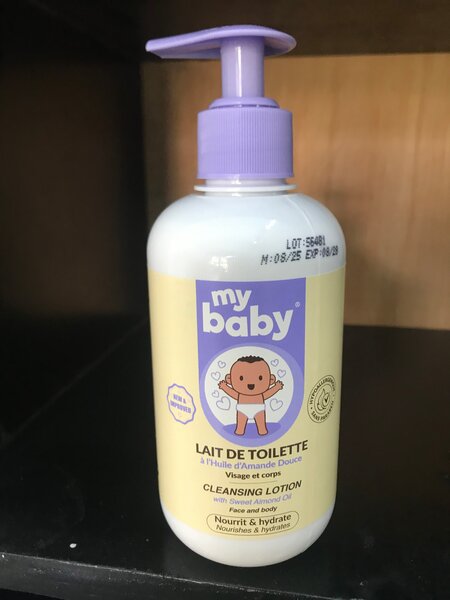 LOT:56481
M:08/25 EXP:08/28
my
baby®
NEW &
IMPROVED
HYPOALLERGÉNIQUE
LAIT DE TOILETTE
à l'Huile d'Amande Douce
Visage et corps
CLEANSING LOTION
with Sweet Almond Oil
Face and body
Nourrit & hydrate
Nourishes & hydrates